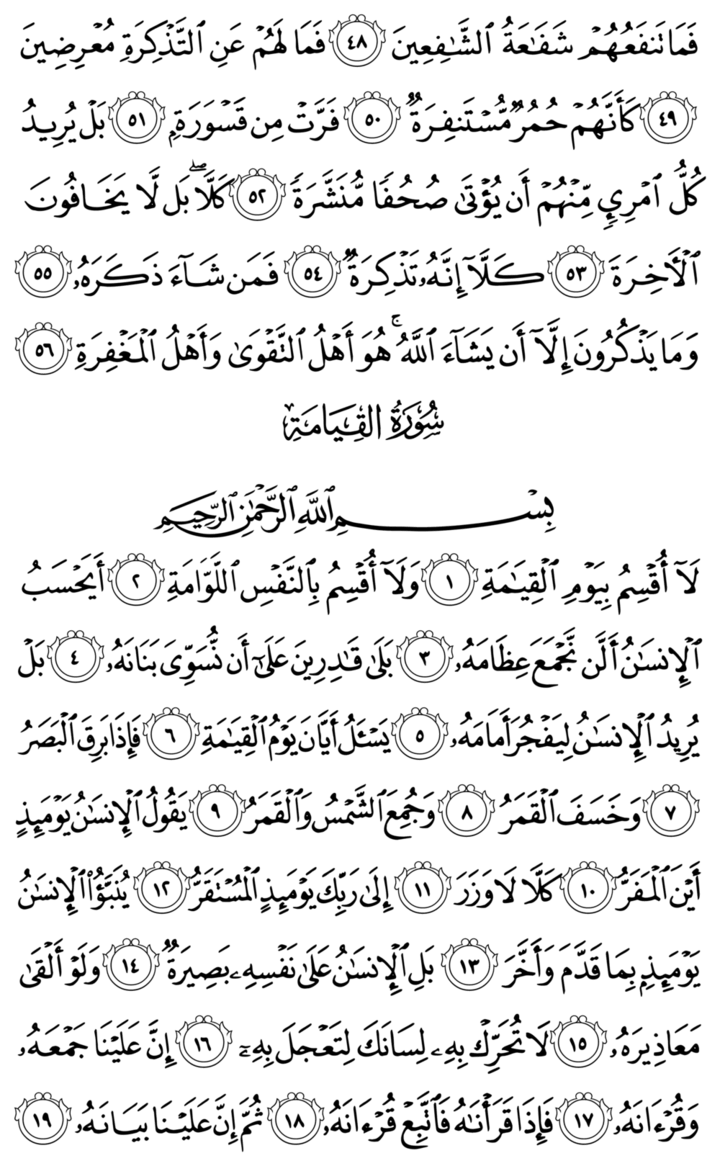 فَمَا تَنفَعُهُمْ شَفَـٰعَةُ ٱلشَّـٰفِعِينَ ٤٨ فَمَا لَهُمْ عَنِ ٱلتَّذْكِرَةِ مُعْرِضِينَ
٤٩ كَأَنَّهُمْ حُمُرٌ مُّسْتَنفِرَةٌ ٥٠ فَرَّتْ مِن قَسْوَرَةٍۭ ٥١ بَلْ يُرِيدُ
كُلُّ ٱمْرِئٍ مِّنْهُمْ أَن يُؤْتَىٰ صُحُفًا مُّنَشَّرَةً ٥٢ كَلَّا ۖ بَل لَّا يَخَافُونَ
ٱلْـَٔاخِرَةَ ٥٣ كَلَّآ إِنَّهُۥ تَذْكِرَةٌ ٥٤ فَمَن شَآءَ ذَكَرَهُۥ ٥٥
وَمَا يَذْكُرُونَ إِلَّآ أَن يَشَآءَ ٱللَّهُ ۚ هُوَ أَهْلُ ٱلتَّقْوَىٰ وَأَهْلُ ٱلْمَغْفِرَةِ ٥٦
سُورَةُ القِيَامَةِ
بِسْمِ ٱللَّهِ ٱلرَّحْمَـٰنِ ٱلرَّحِيمِ
لَآ أُقْسِمُ بِيَوْمِ ٱلْقِيَـٰمَةِ ١ وَلَآ أُقْسِمُ بِٱلنَّفْسِ ٱللَّوَّامَةِ ٢ أَيَحْسَبُ
ٱلْإِنسَـٰنُ أَلَّن نَّجْمَعَ عِظَامَهُۥ ٣ بَلَىٰ قَـٰدِرِينَ عَلَىٰٓ أَن نُّسَوِّىَ بَنَانَهُۥ ٤ بَلْ
يُرِيدُ ٱلْإِنسَـٰنُ لِيَفْجُرَ أَمَامَهُۥ ٥ يَسْـَٔلُ أَيَّانَ يَوْمُ ٱلْقِيَـٰمَةِ ٦ فَإِذَا بَرِقَ ٱلْبَصَرُ
٧ وَخَسَفَ ٱلْقَمَرُ ٨ وَجُمِعَ ٱلشَّمْسُ وَٱلْقَمَرُ ٩ يَقُولُ ٱلْإِنسَـٰنُ يَوْمَئِذٍ
أَيْنَ ٱلْمَفَرُّ ١٠ كَلَّا لَا وَزَرَ ١١ إِلَىٰ رَبِّكَ يَوْمَئِذٍ ٱلْمُسْتَقَرُّ ١٢ يُنَبَّؤُا۟ ٱلْإِنسَـٰنُ
يَوْمَئِذٍۭ بِمَا قَدَّمَ وَأَخَّرَ ١٣ بَلِ ٱلْإِنسَـٰنُ عَلَىٰ نَفْسِهِۦ بَصِيرَةٌ ١٤ وَلَوْ أَلْقَىٰ
مَعَاذِيرَهُۥ ١٥ لَا تُحَرِّكْ بِهِۦ لِسَانَكَ لِتَعْجَلَ بِهِۦٓ ١٦ إِنَّ عَلَيْنَا جَمْعَهُۥ
وَقُرْءَانَهُۥ ١٧ فَإِذَا قَرَأْنَـٰهُ فَٱتَّبِعْ قُرْءَانَهُۥ ١٨ ثُمَّ إِنَّ عَلَيْنَا بَيَانَهُۥ ١٩